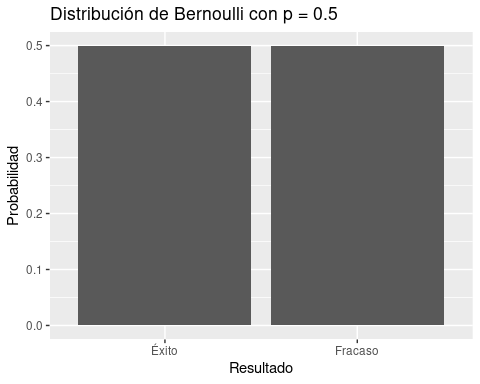 Distribución de Bernoulli con p = 0.5
Probabilidad
0.5
0.4
0.3
0.2
0.1
0.0
Éxito Fracaso
Resultado